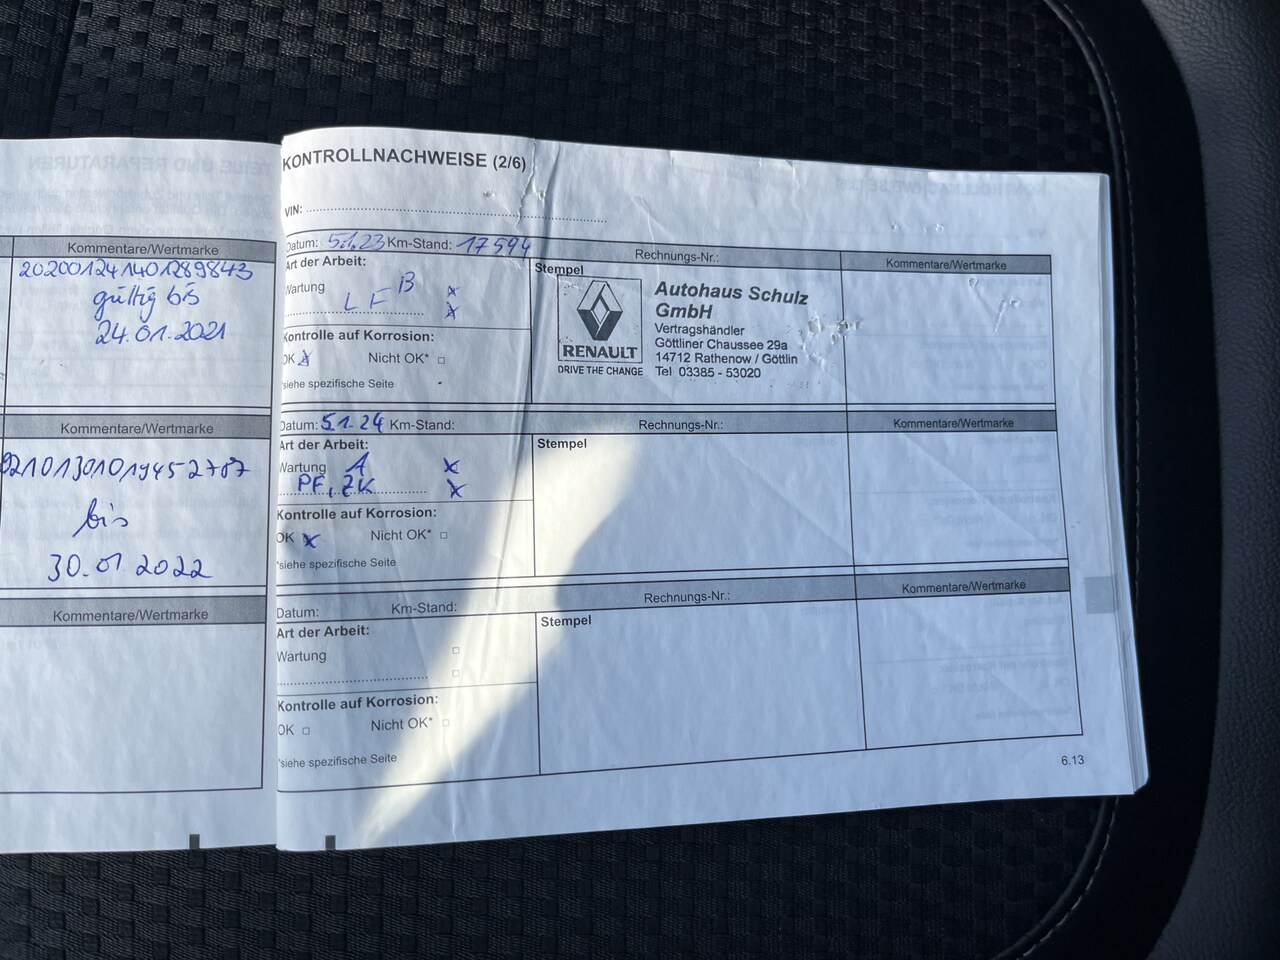 Kommentare/Wertmarke
202001241401289843
gültig bis
24.01.2021
Kommentare/Wertmarke
bis
30.01.2022
Kommentare/Wertmarke
KONTROLLNACHWEISE (2/6)
VIN:
Datum: 5.1.23 Km-Stand: 17594 Rechnungs-Nr.: Kommentare/Wertmarke
Art der Arbeit:
Wartung B
LF
Kontrolle auf Korrosion:
OK Nicht OK*
*siehe spezifische Seite
Stempel
RENAULT
DRIVE THE CHANGE
Autohaus Schulz
GmbH
Vertragshändler
Göttliner Chaussee 29a
14712 Rathenow / Göttlin
Tel 03385 - 53020
Datum: 5.1.24 Km-Stand: Rechnungs-Nr.: Kommentare/Wertmarke
Art der Arbeit:
Wartung A
PF, ZK
Kontrolle auf Korrosion:
OK Nicht OK*
*siehe spezifische Seite
Stempel
Datum: Km-Stand: Rechnungs-Nr.: Kommentare/Wertmarke
Art der Arbeit:
Wartung
Kontrolle auf Korrosion:
OK Nicht OK*
*siehe spezifische Seite
Stempel
6.13